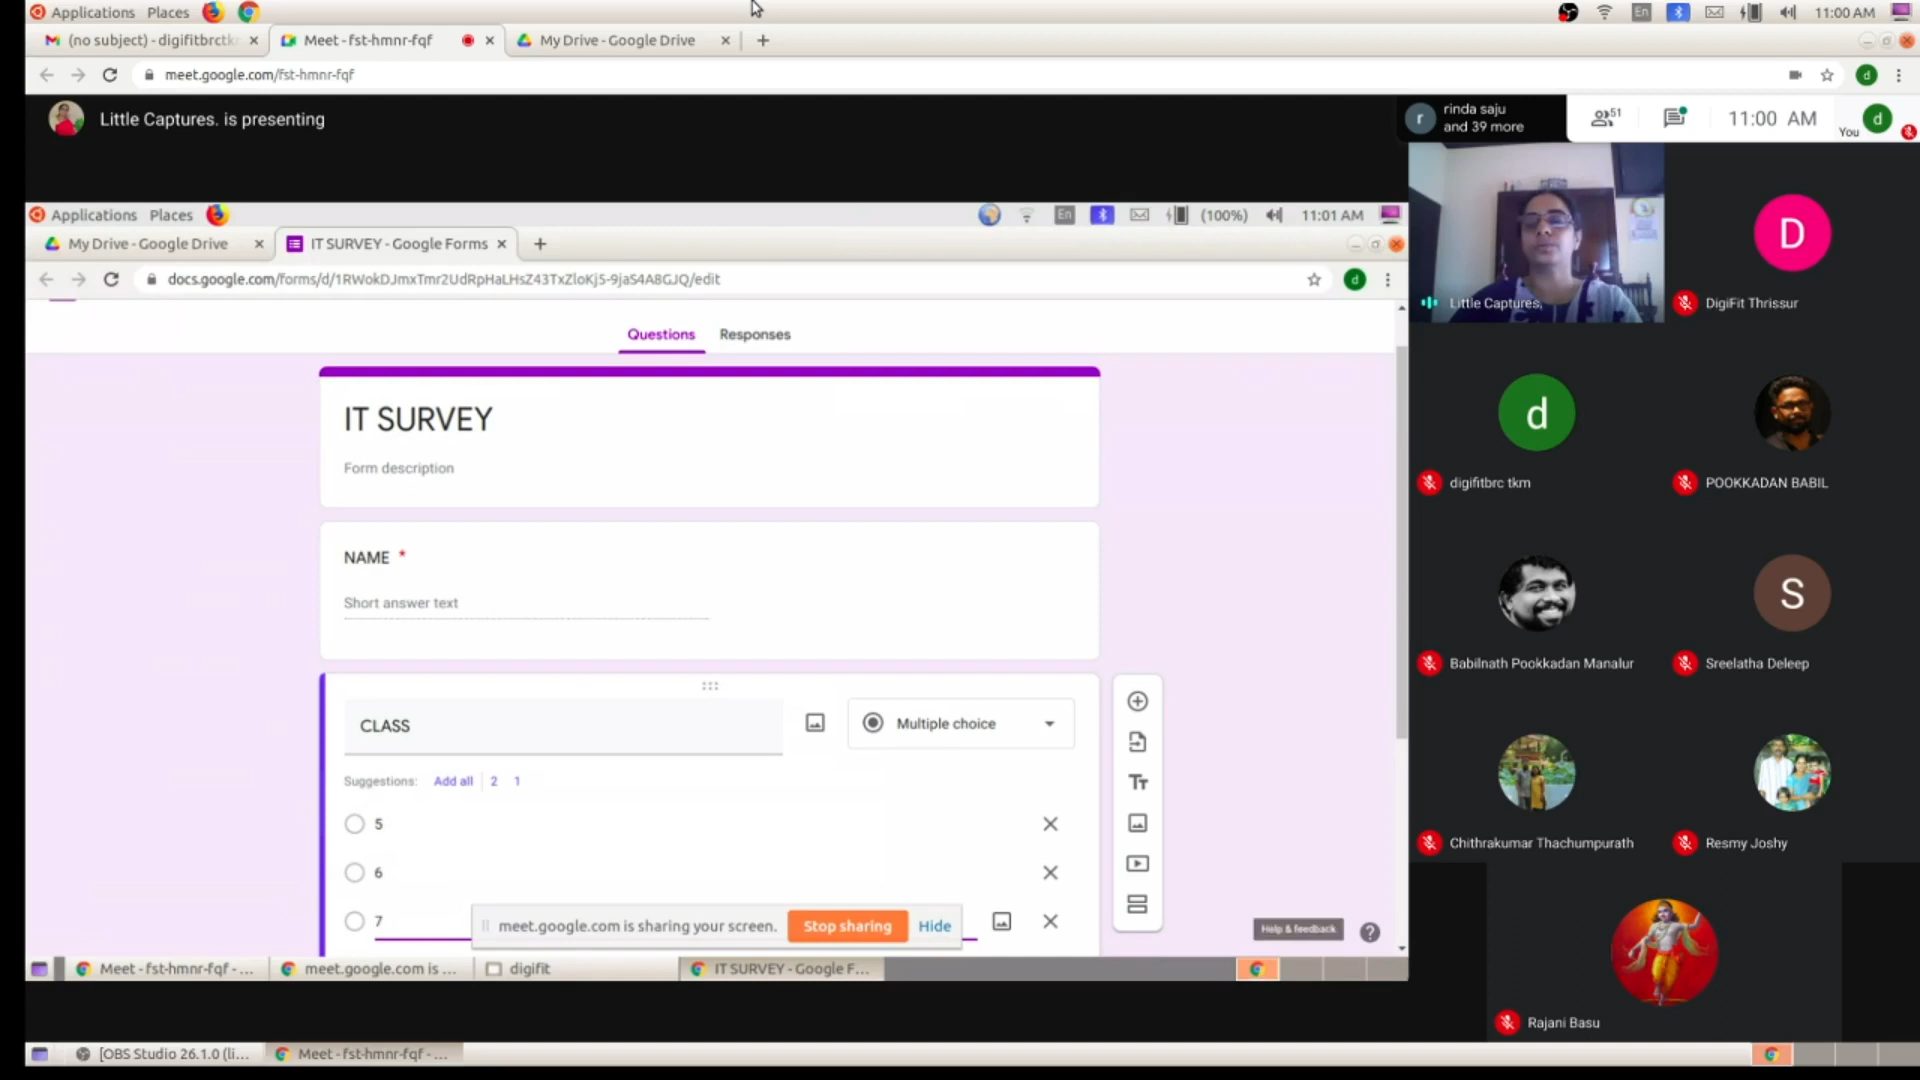 Applications Places En 11:00 AM
(no subject) - digifitbrctk Meet - fst-hmnr-fqf My Drive - Google Drive
meet.google.com/fst-hmnr-fqf d
Little Captures. is presenting
r rinda saju
and 39 more
51 11:00 AM You d
Applications Places En (100%) 11:01 AM
My Drive - Google Drive IT SURVEY - Google Forms
docs.google.com/forms/d/1RWokDJmxTmr2UdRpHaLHsZ43TxZloKj5-9jaS4A8GJQ/edit d
Questions Responses
IT SURVEY
Form description
NAME *
Short answer text
CLASS
Multiple choice
Suggestions: Add all 2 1
5
6
7
Tt
meet.google.com is sharing your screen. Stop sharing Hide
Help & feedback
Meet - fst-hmnr-fqf - ... meet.google.com is ... digifit IT SURVEY - Google F...
Little Captures.
D
DigiFit Thrissur
d
digifitbrc tkm
POOKKADAN BABIL
Babilnath Pookkadan Manalur
S
Sreelatha Deleep
Chithrakumar Thachumpurath
Resmy Joshy
Rajani Basu
[OBS Studio 26.1.0 (li... Meet - fst-hmnr-fqf - ...